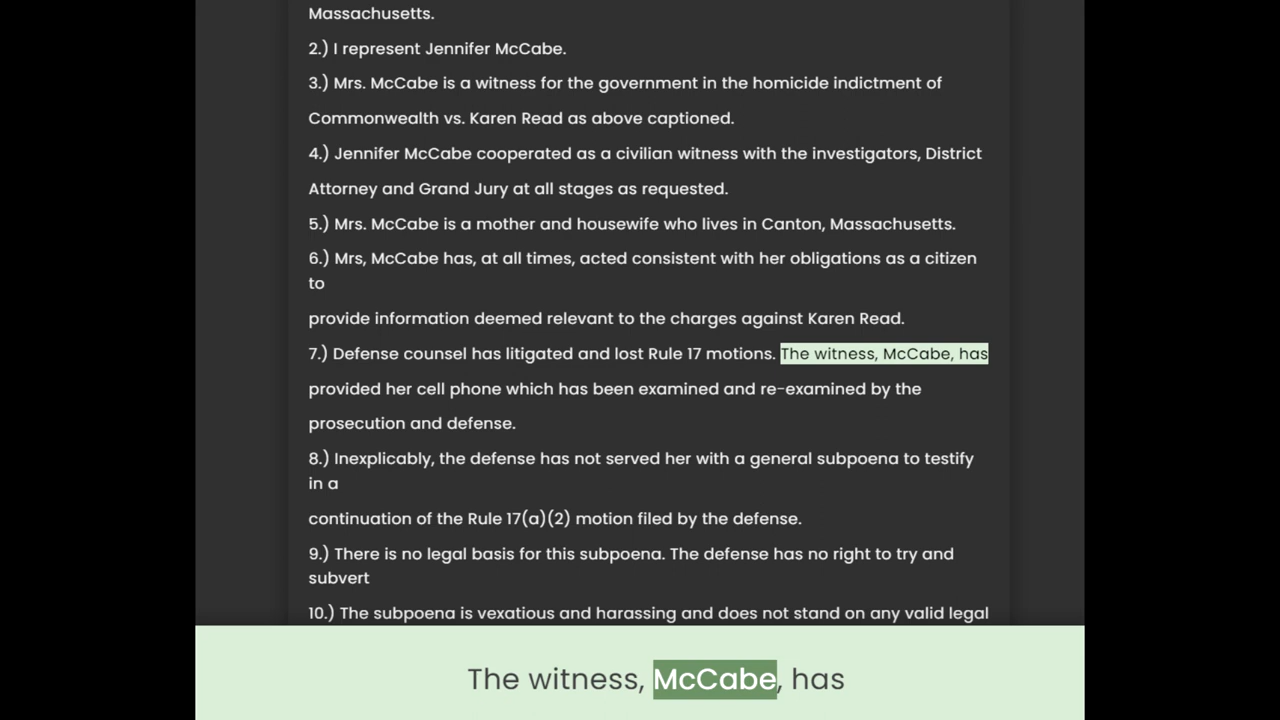 Massachusetts.
2.) I represent Jennifer McCabe.
3.) Mrs. McCabe is a witness for the government in the homicide indictment of
Commonwealth vs. Karen Read as above captioned.
4.) Jennifer McCabe cooperated as a civilian witness with the investigators, District
Attorney and Grand Jury at all stages as requested.
5.) Mrs. McCabe is a mother and housewife who lives in Canton, Massachusetts.
6.) Mrs, McCabe has, at all times, acted consistent with her obligations as a citizen
to
provide information deemed relevant to the charges against Karen Read.
7.) Defense counsel has litigated and lost Rule 17 motions. The witness, McCabe, has
provided her cell phone which has been examined and re-examined by the
prosecution and defense.
8.) Inexplicably, the defense has not served her with a general subpoena to testify
in a
continuation of the Rule 17(a)(2) motion filed by the defense.
9.) There is no legal basis for this subpoena. The defense has no right to try and
subvert
10.) The subpoena is vexatious and harassing and does not stand on any valid legal
The witness, McCabe, has